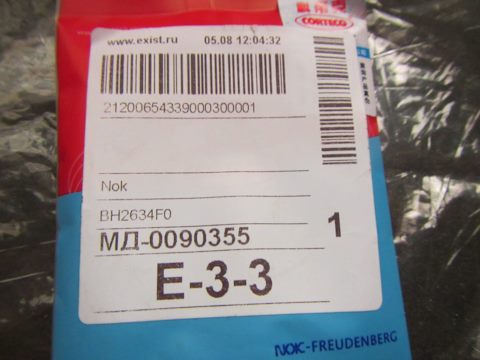 CORTECO
www.exist.ru 05.08 12:04:32
21200654339000300001
Nok
BH2634F0
МД-0090355 1
E-3-3
NOK-FREUDENBERG